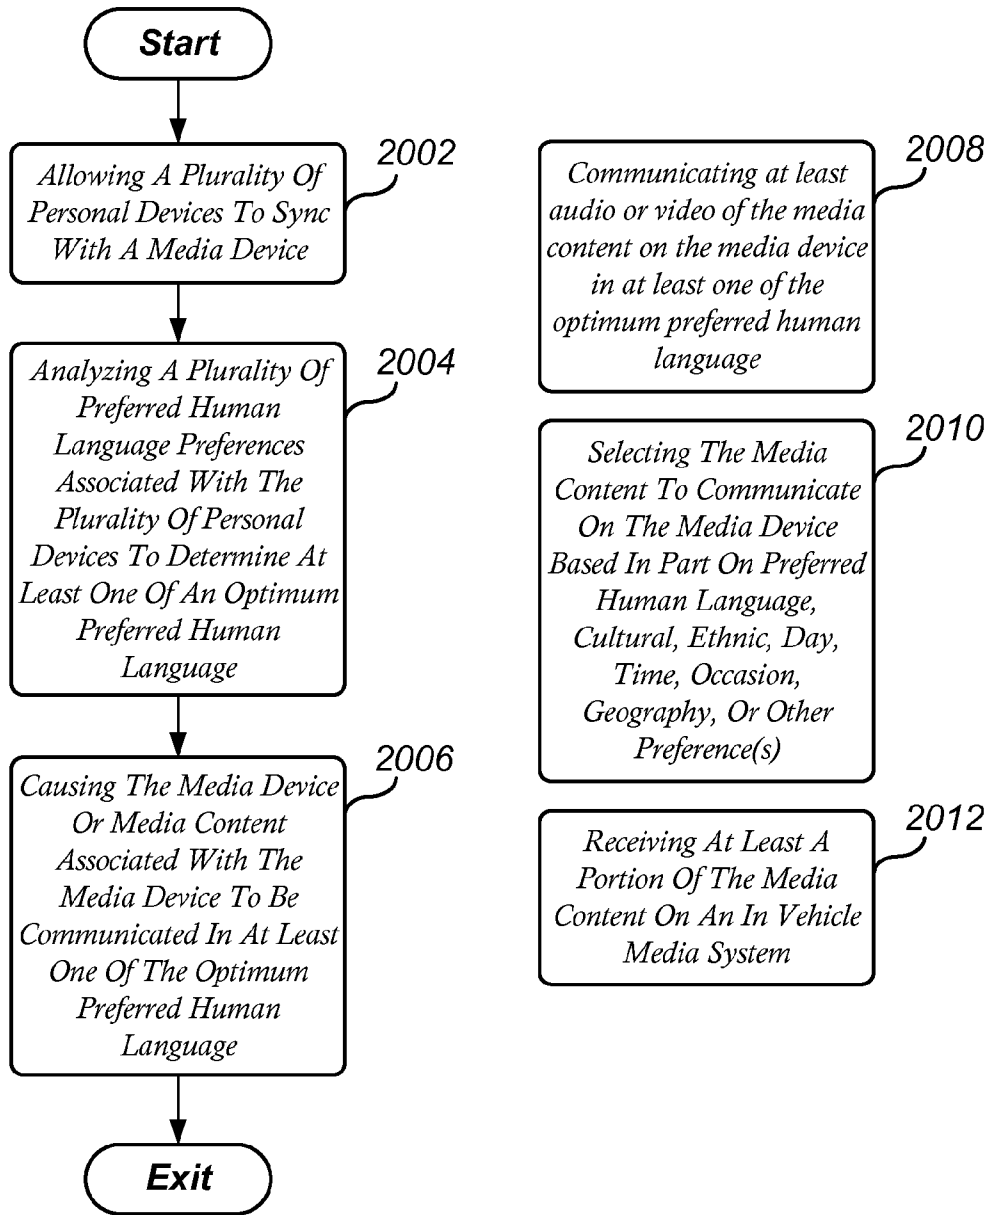 Start
2002
Allowing A Plurality Of
Personal Devices To Sync
With A Media Device
2004
Analyzing A Plurality Of
Preferred Human
Language Preferences
Associated With The
Plurality Of Personal
Devices To Determine At
Least One Of An Optimum
Preferred Human
Language
2006
Causing The Media Device
Or Media Content
Associated With The
Media Device To Be
Communicated In At Least
One Of The Optimum
Preferred Human
Language
Exit
2008
Communicating at least
audio or video of the media
content on the media device
in at least one of the
optimum preferred human
language
2010
Selecting The Media
Content To Communicate
On The Media Device
Based In Part On Preferred
Human Language,
Cultural, Ethnic, Day,
Time, Occasion,
Geography, Or Other
Preference(s)
2012
Receiving At Least A
Portion Of The Media
Content On An In Vehicle
Media System